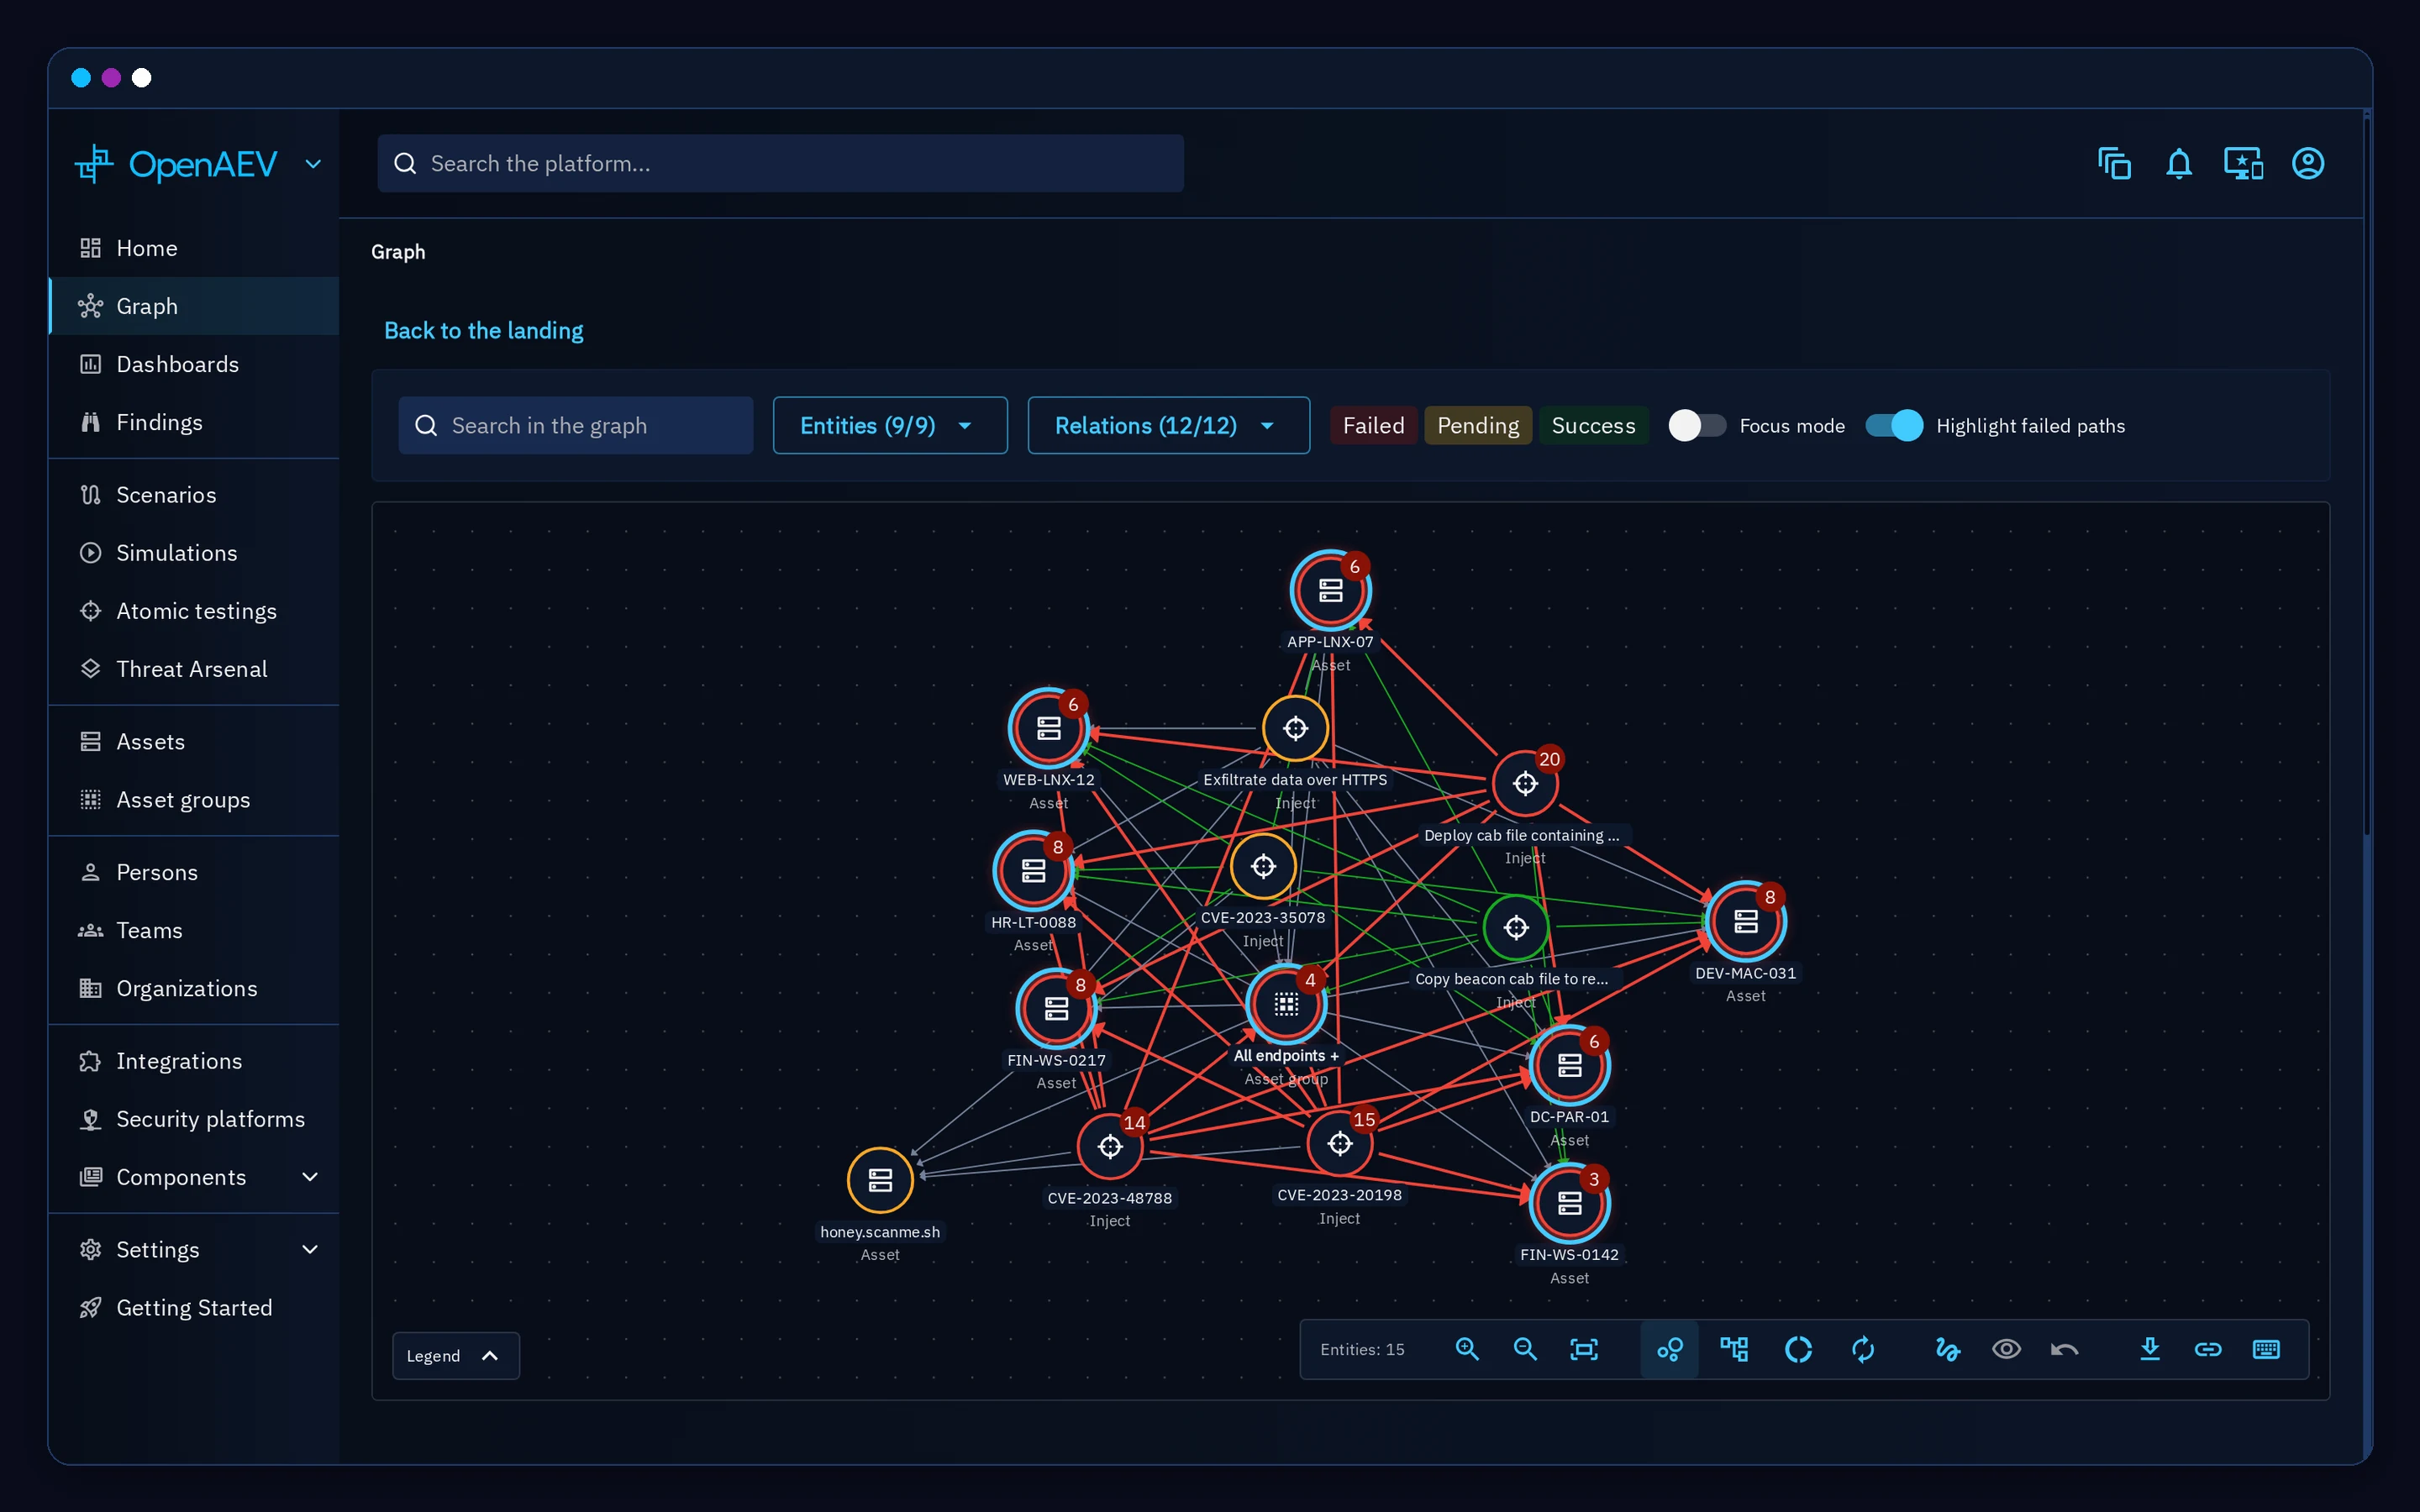 OpenAEV
Search the platform...
Home
Graph
Dashboards
Findings
Scenarios
Simulations
Atomic testings
Threat Arsenal
Assets
Asset groups
Persons
Teams
Organizations
Integrations
Security platforms
Components
Settings
Getting Started
Graph
Back to the landing
Search in the graph
Entities (9/9)
Relations (12/12)
Failed
Pending
Success
Focus mode
Highlight failed paths
6
APP-LNX-07
Asset
6
WEB-LNX-12
Asset
Exfiltrate data over HTTPS
Inject
20
Deploy cab file containing ...
Inject
8
HR-LT-0088
Asset
CVE-2023-35078
Inject
8
DEV-MAC-031
Asset
Copy beacon cab file to re...
Inject
8
FIN-WS-0217
Asset
4
All endpoints +
Asset group
6
DC-PAR-01
Asset
14
CVE-2023-48788
Inject
15
CVE-2023-20198
Inject
honey.scanme.sh
Asset
3
FIN-WS-0142
Asset
Legend
Entities: 15